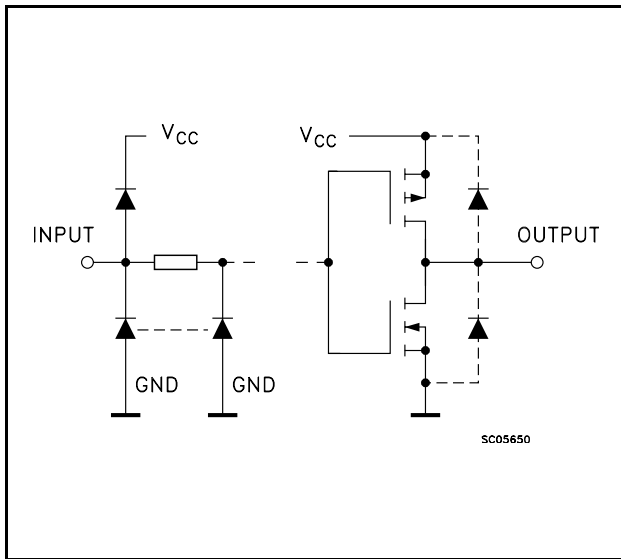 VCC
VCC
INPUT
OUTPUT
GND
GND
SC05650